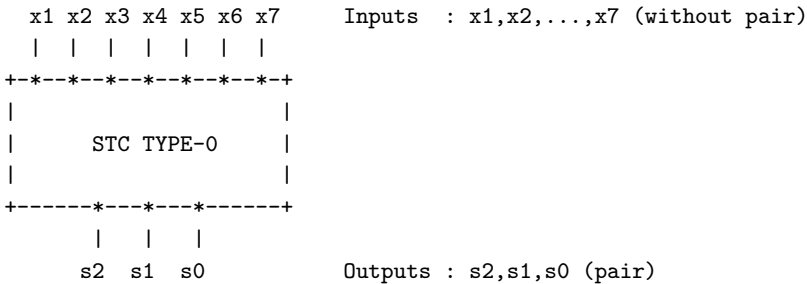 x1 x2 x3 x4 x5 x6 x7 Inputs : x1,x2,...,x7 (without pair)
| | | | | | |
+-*--*--*--*--*--*--*-+
| |
| STC TYPE-0 |
| |
+------*---*---*------+
| | |
s2 s1 s0 Outputs : s2,s1,s0 (pair)